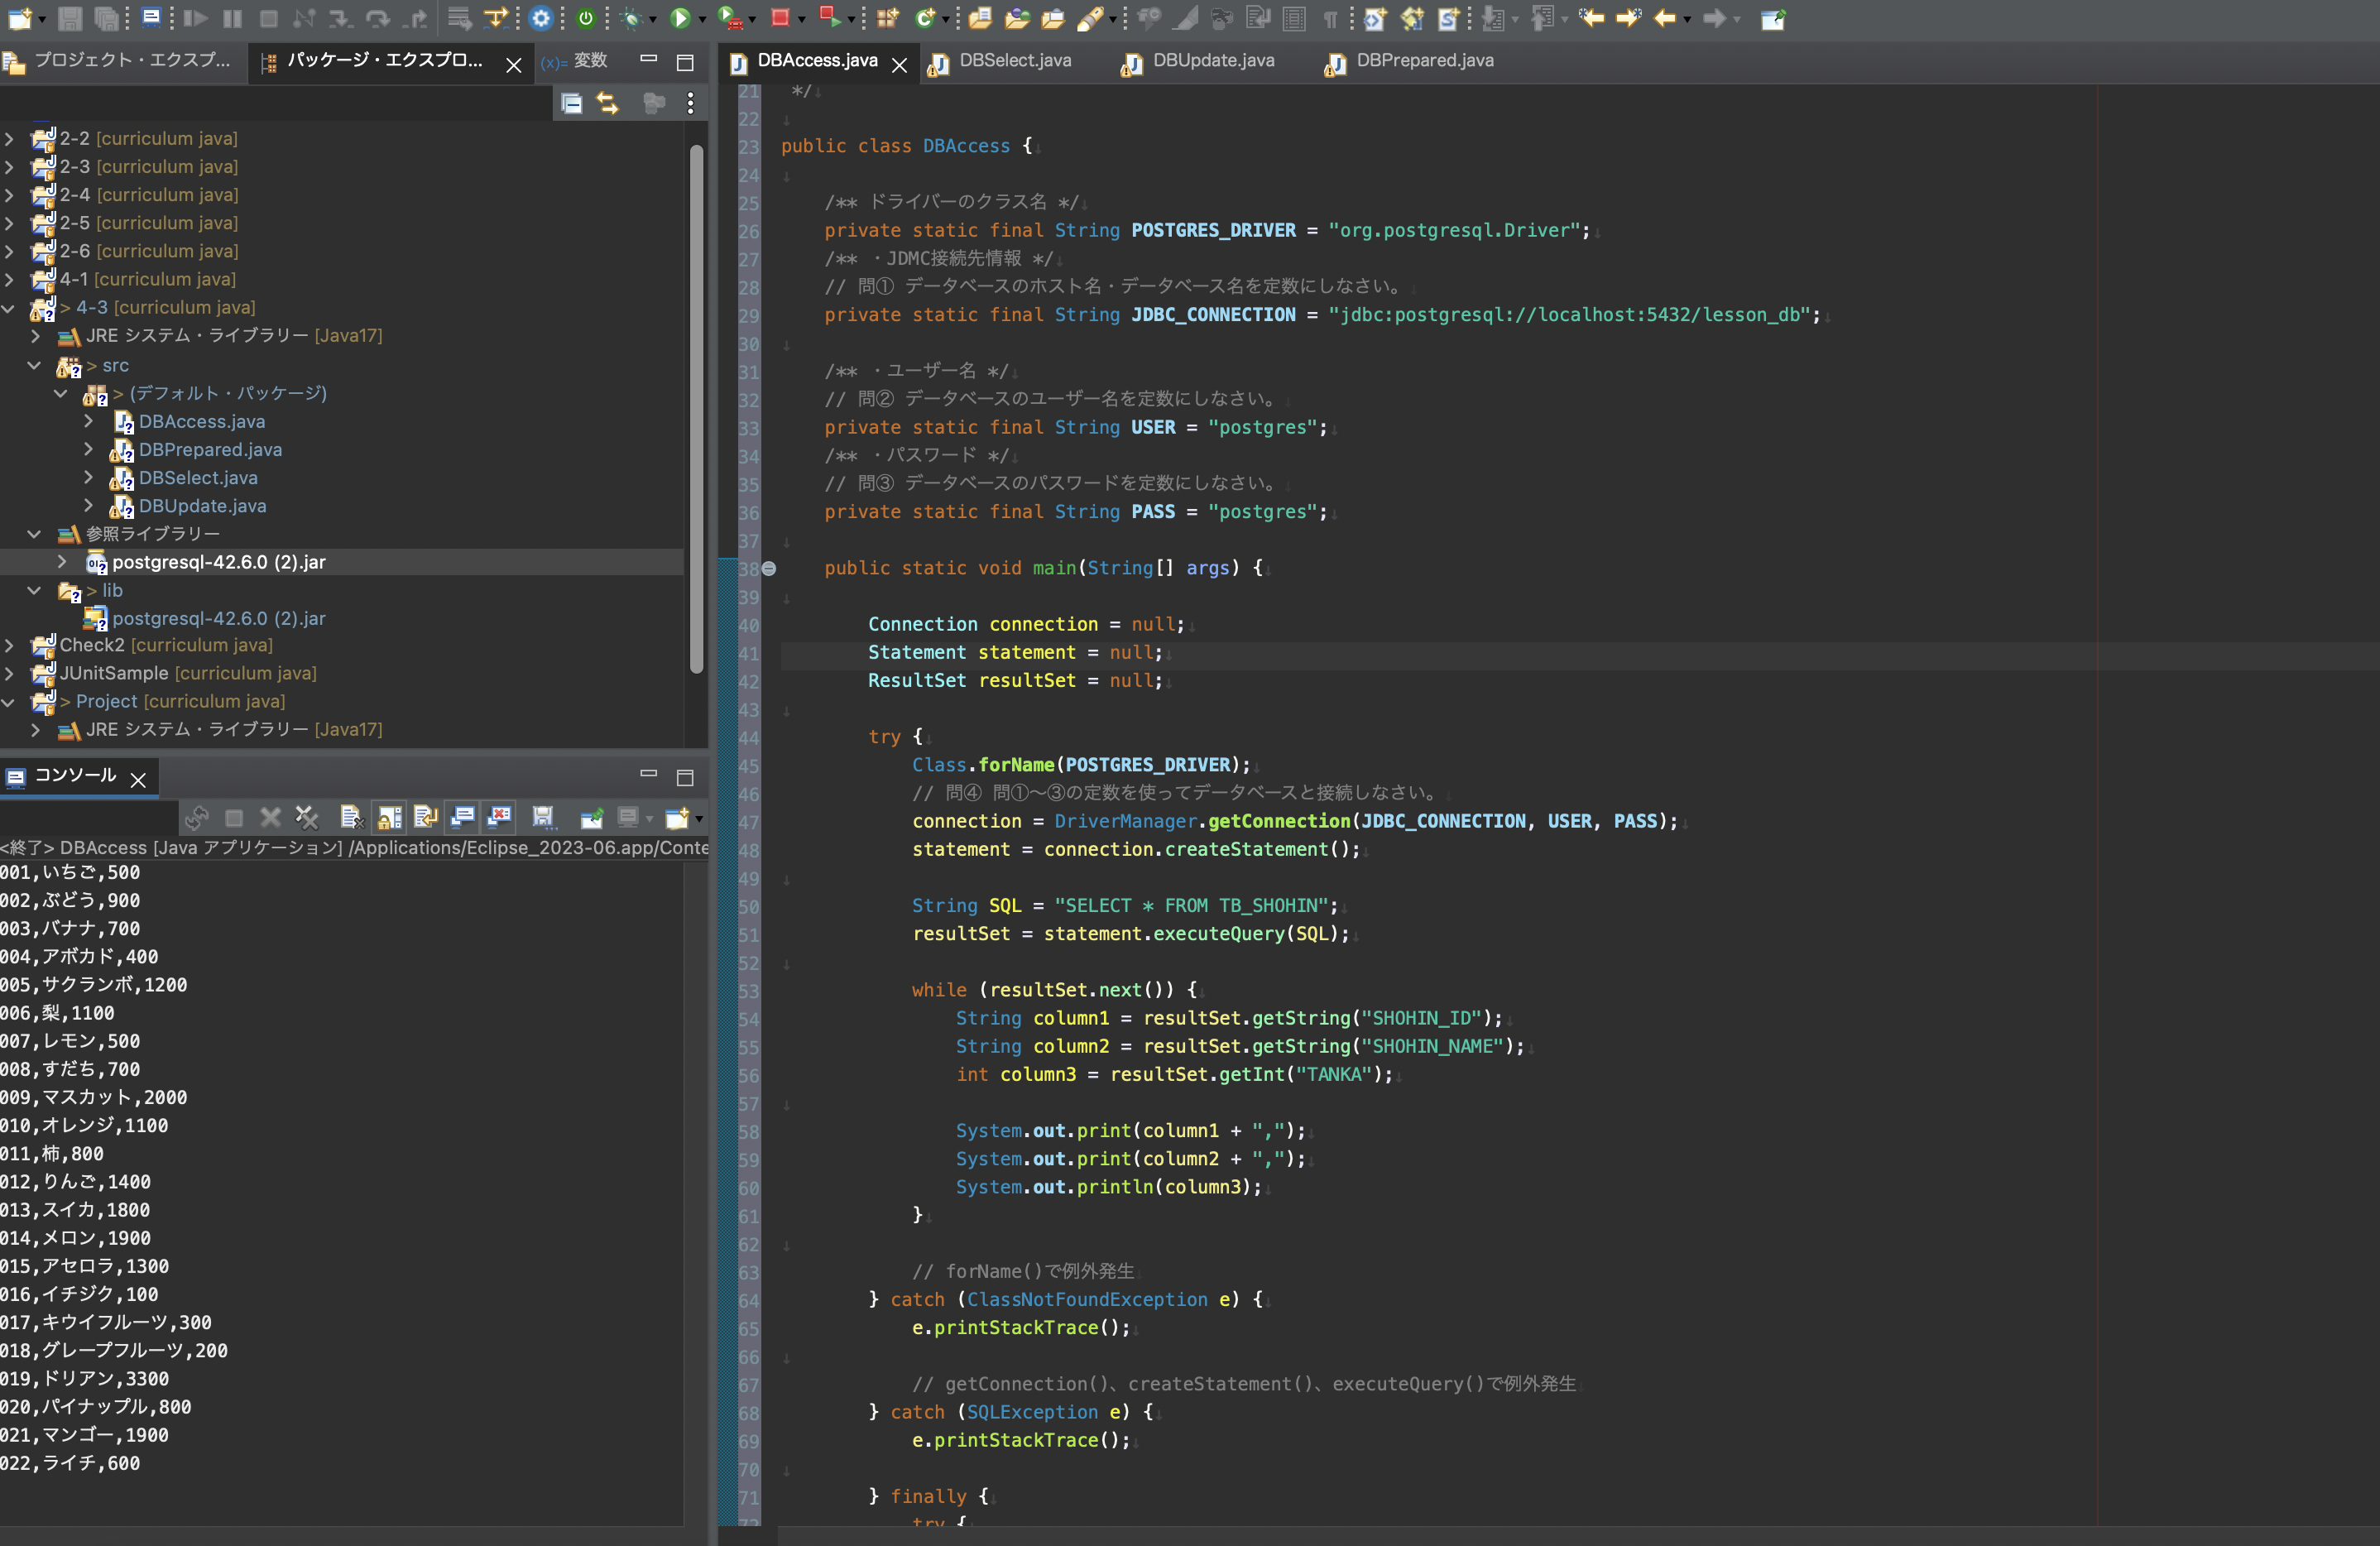 プロジェクト・エクスプ...
パッケージ・エクスプロ...
(x)= 変数
2-2 [curriculum java]
2-3 [curriculum java]
2-4 [curriculum java]
2-5 [curriculum java]
2-6 [curriculum java]
4-1 [curriculum java]
> 4-3 [curriculum java]
JRE システム・ライブラリー [Java17]
> src
> (デフォルト・パッケージ)
DBAccess.java
DBPrepared.java
DBSelect.java
DBUpdate.java
参照ライブラリー
postgresql-42.6.0 (2).jar
> lib
postgresql-42.6.0 (2).jar
Check2 [curriculum java]
JUnitSample [curriculum java]
> Project [curriculum java]
JRE システム・ライブラリー [Java17]
コンソール
<終了> DBAccess [Java アプリケーション] /Applications/Eclipse_2023-06.app/Conte
001,いちご,500
002,ぶどう,900
003,バナナ,700
004,アボカド,400
005,サクランボ,1200
006,梨,1100
007,レモン,500
008,すだち,700
009,マスカット,2000
010,オレンジ,1100
011,柿,800
012,りんご,1400
013,スイカ,1800
014,メロン,1900
015,アセロラ,1300
016,イチジク,100
017,キウイフルーツ,300
018,グレープフルーツ,200
019,ドリアン,3300
020,パイナップル,800
021,マンゴー,1900
022,ライチ,600
DBAccess.java
DBSelect.java
DBUpdate.java
DBPrepared.java
21 */
22
23 public class DBAccess {
24
25 /** ドライバーのクラス名 */
26 private static final String POSTGRES_DRIVER = "org.postgresql.Driver";
27 /** ・JDMC接続先情報 */
28 // 問① データベースのホスト名・データベース名を定数にしなさい。
29 private static final String JDBC_CONNECTION = "jdbc:postgresql://localhost:5432/lesson_db";
30
31 /** ・ユーザー名 */
32 // 問② データベースのユーザー名を定数にしなさい。
33 private static final String USER = "postgres";
34 /** ・パスワード */
35 // 問③ データベースのパスワードを定数にしなさい。
36 private static final String PASS = "postgres";
37
38 public static void main(String[] args) {
39
40 Connection connection = null;
41 Statement statement = null;
42 ResultSet resultSet = null;
43
44 try {
45 Class.forName(POSTGRES_DRIVER);
46 // 問④ 問①〜③の定数を使ってデータベースと接続しなさい。
47 connection = DriverManager.getConnection(JDBC_CONNECTION, USER, PASS);
48 statement = connection.createStatement();
49
50 String SQL = "SELECT * FROM TB_SHOHIN";
51 resultSet = statement.executeQuery(SQL);
52
53 while (resultSet.next()) {
54 String column1 = resultSet.getString("SHOHIN_ID");
55 String column2 = resultSet.getString("SHOHIN_NAME");
56 int column3 = resultSet.getInt("TANKA");
57
58 System.out.print(column1 + ",");
59 System.out.print(column2 + ",");
60 System.out.println(column3);
61 }
62
63 // forName()で例外発生
64 } catch (ClassNotFoundException e) {
65 e.printStackTrace();
66
67 // getConnection()、createStatement()、executeQuery()で例外発生
68 } catch (SQLException e) {
69 e.printStackTrace();
70
71 } finally {
72 try {